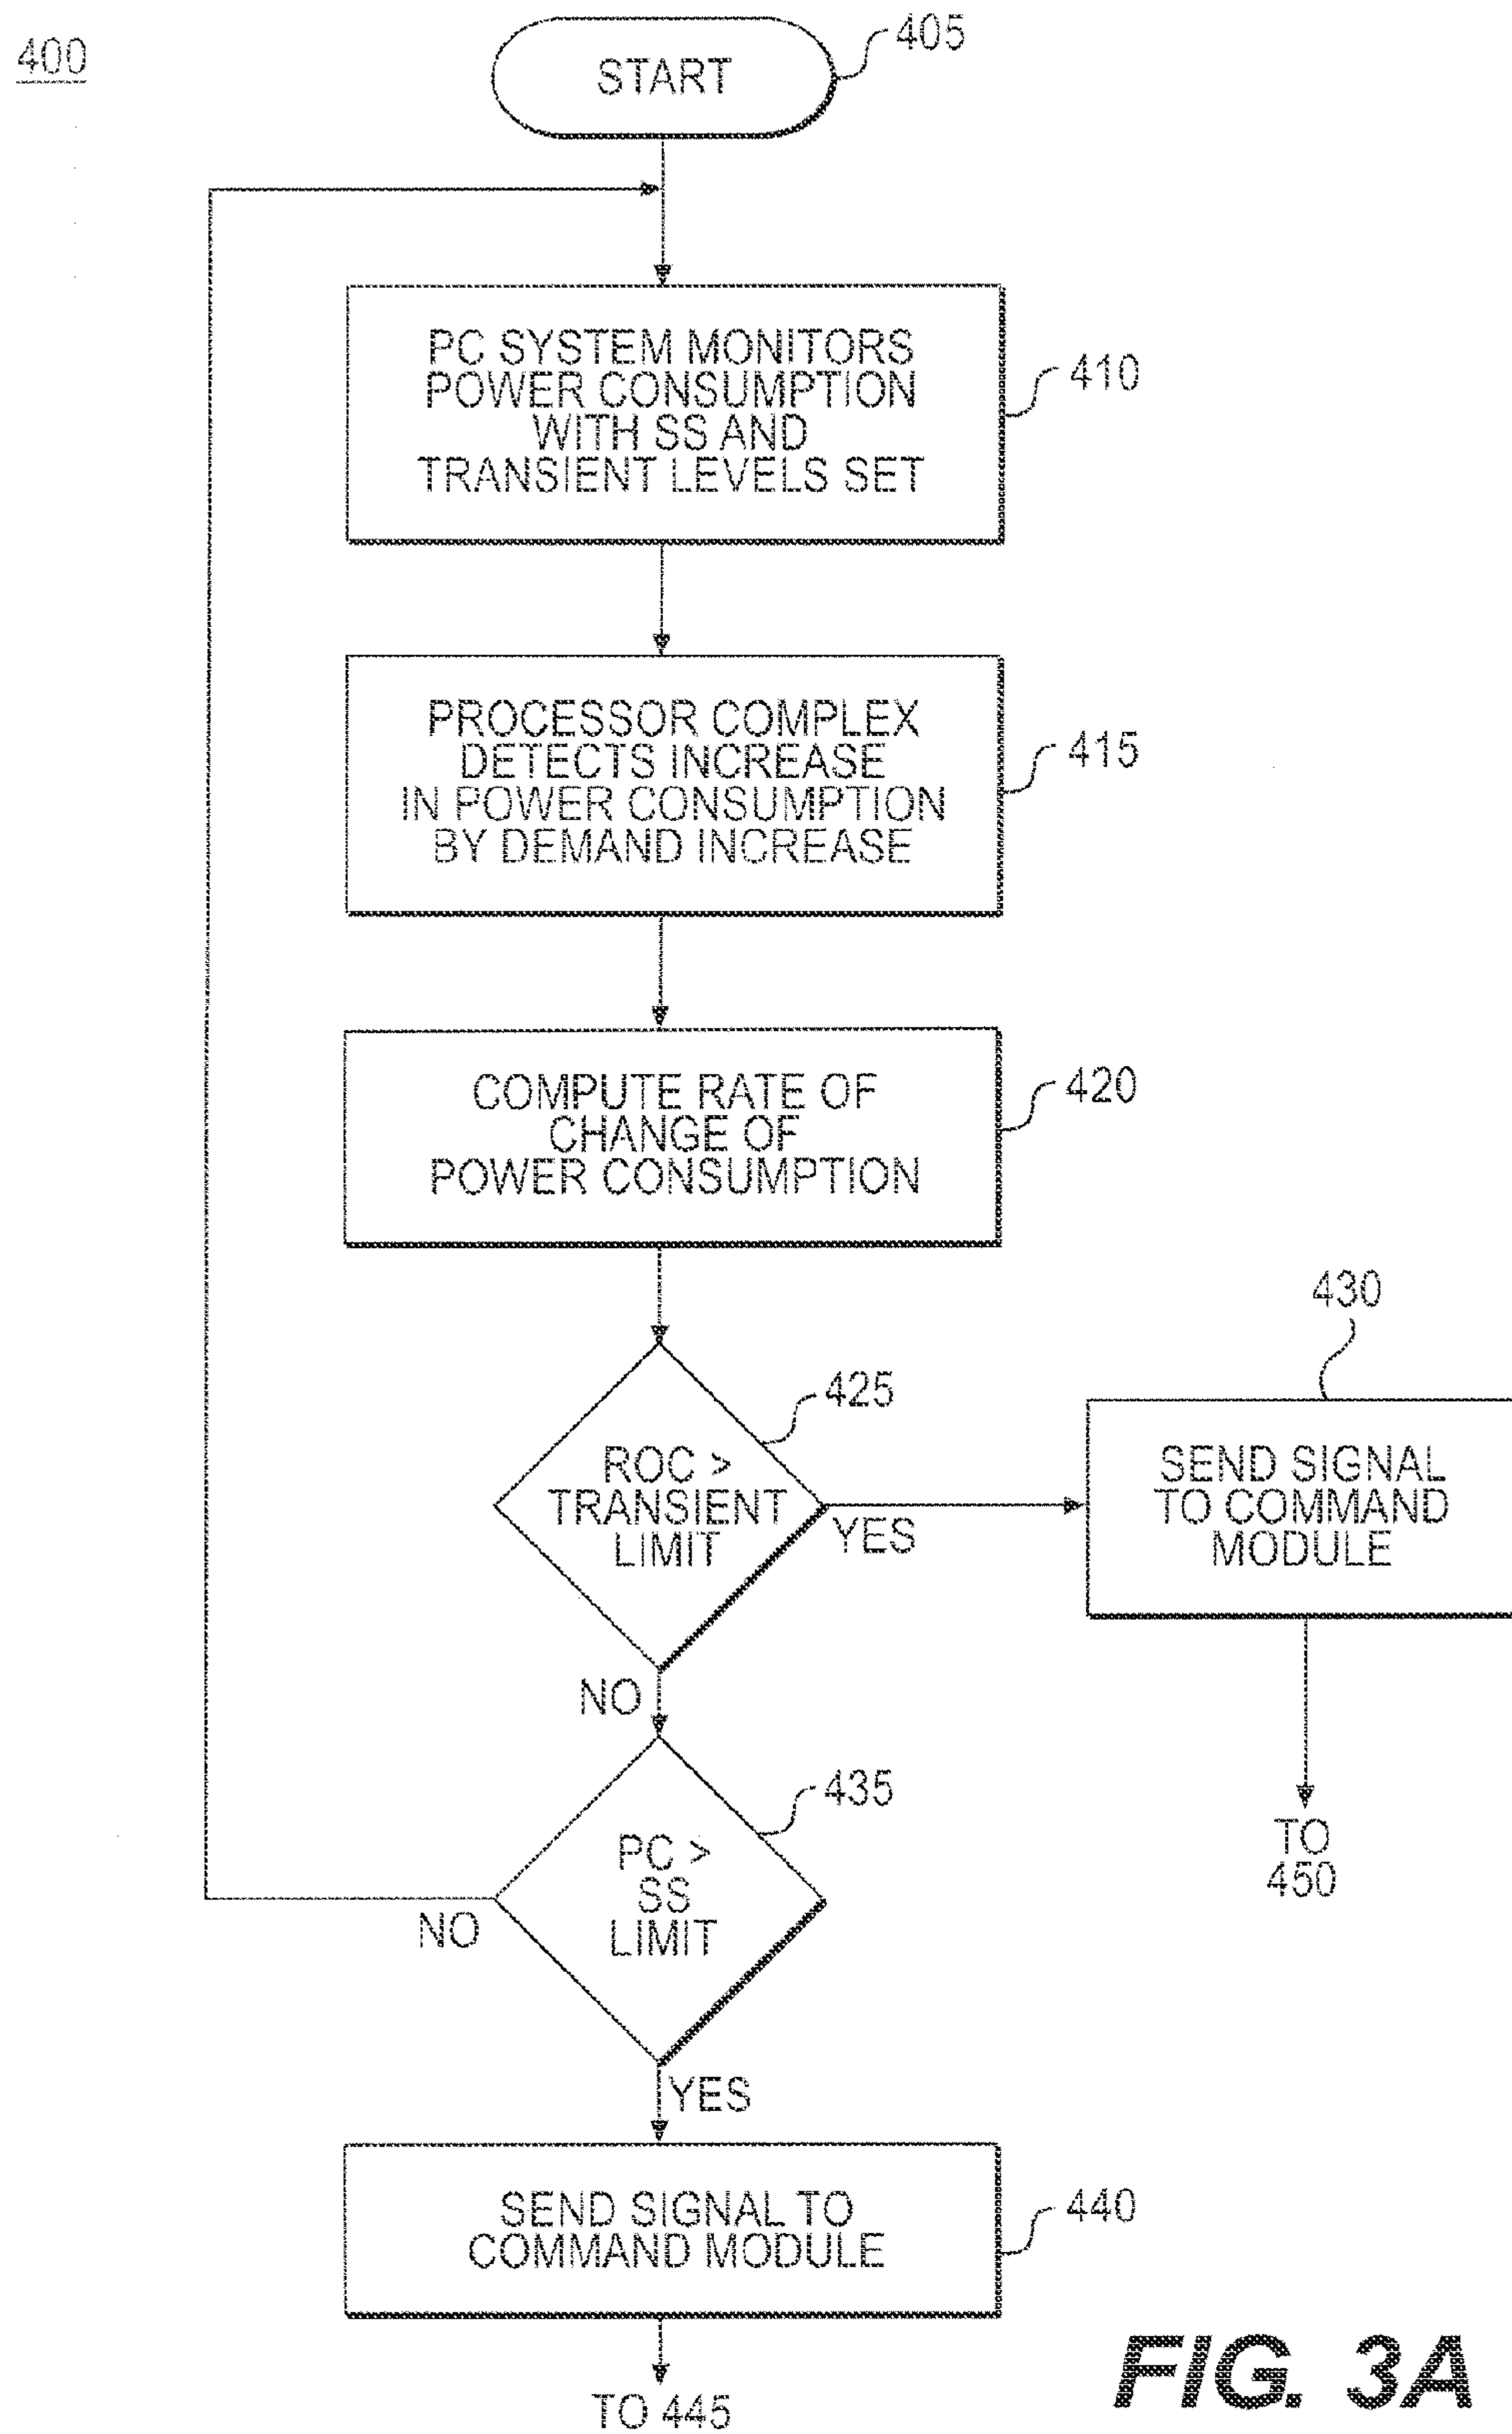 400
START
405
PC SYSTEM MONITORS
POWER CONSUMPTION
WITH SS AND
TRANSIENT LEVELS SET
410
PROCESSOR COMPLEX
DETECTS INCREASE
IN POWER CONSUMPTION
BY DEMAND INCREASE
415
COMPUTE RATE OF
CHANGE OF
POWER CONSUMPTION
420
ROC >
TRANSIENT
LIMIT
425
YES
430
SEND SIGNAL
TO COMMAND
MODULE
TO
450
NO
PC >
SS
LIMIT
435
NO
YES
SEND SIGNAL TO
COMMAND MODULE
440
TO 445
FIG. 3A